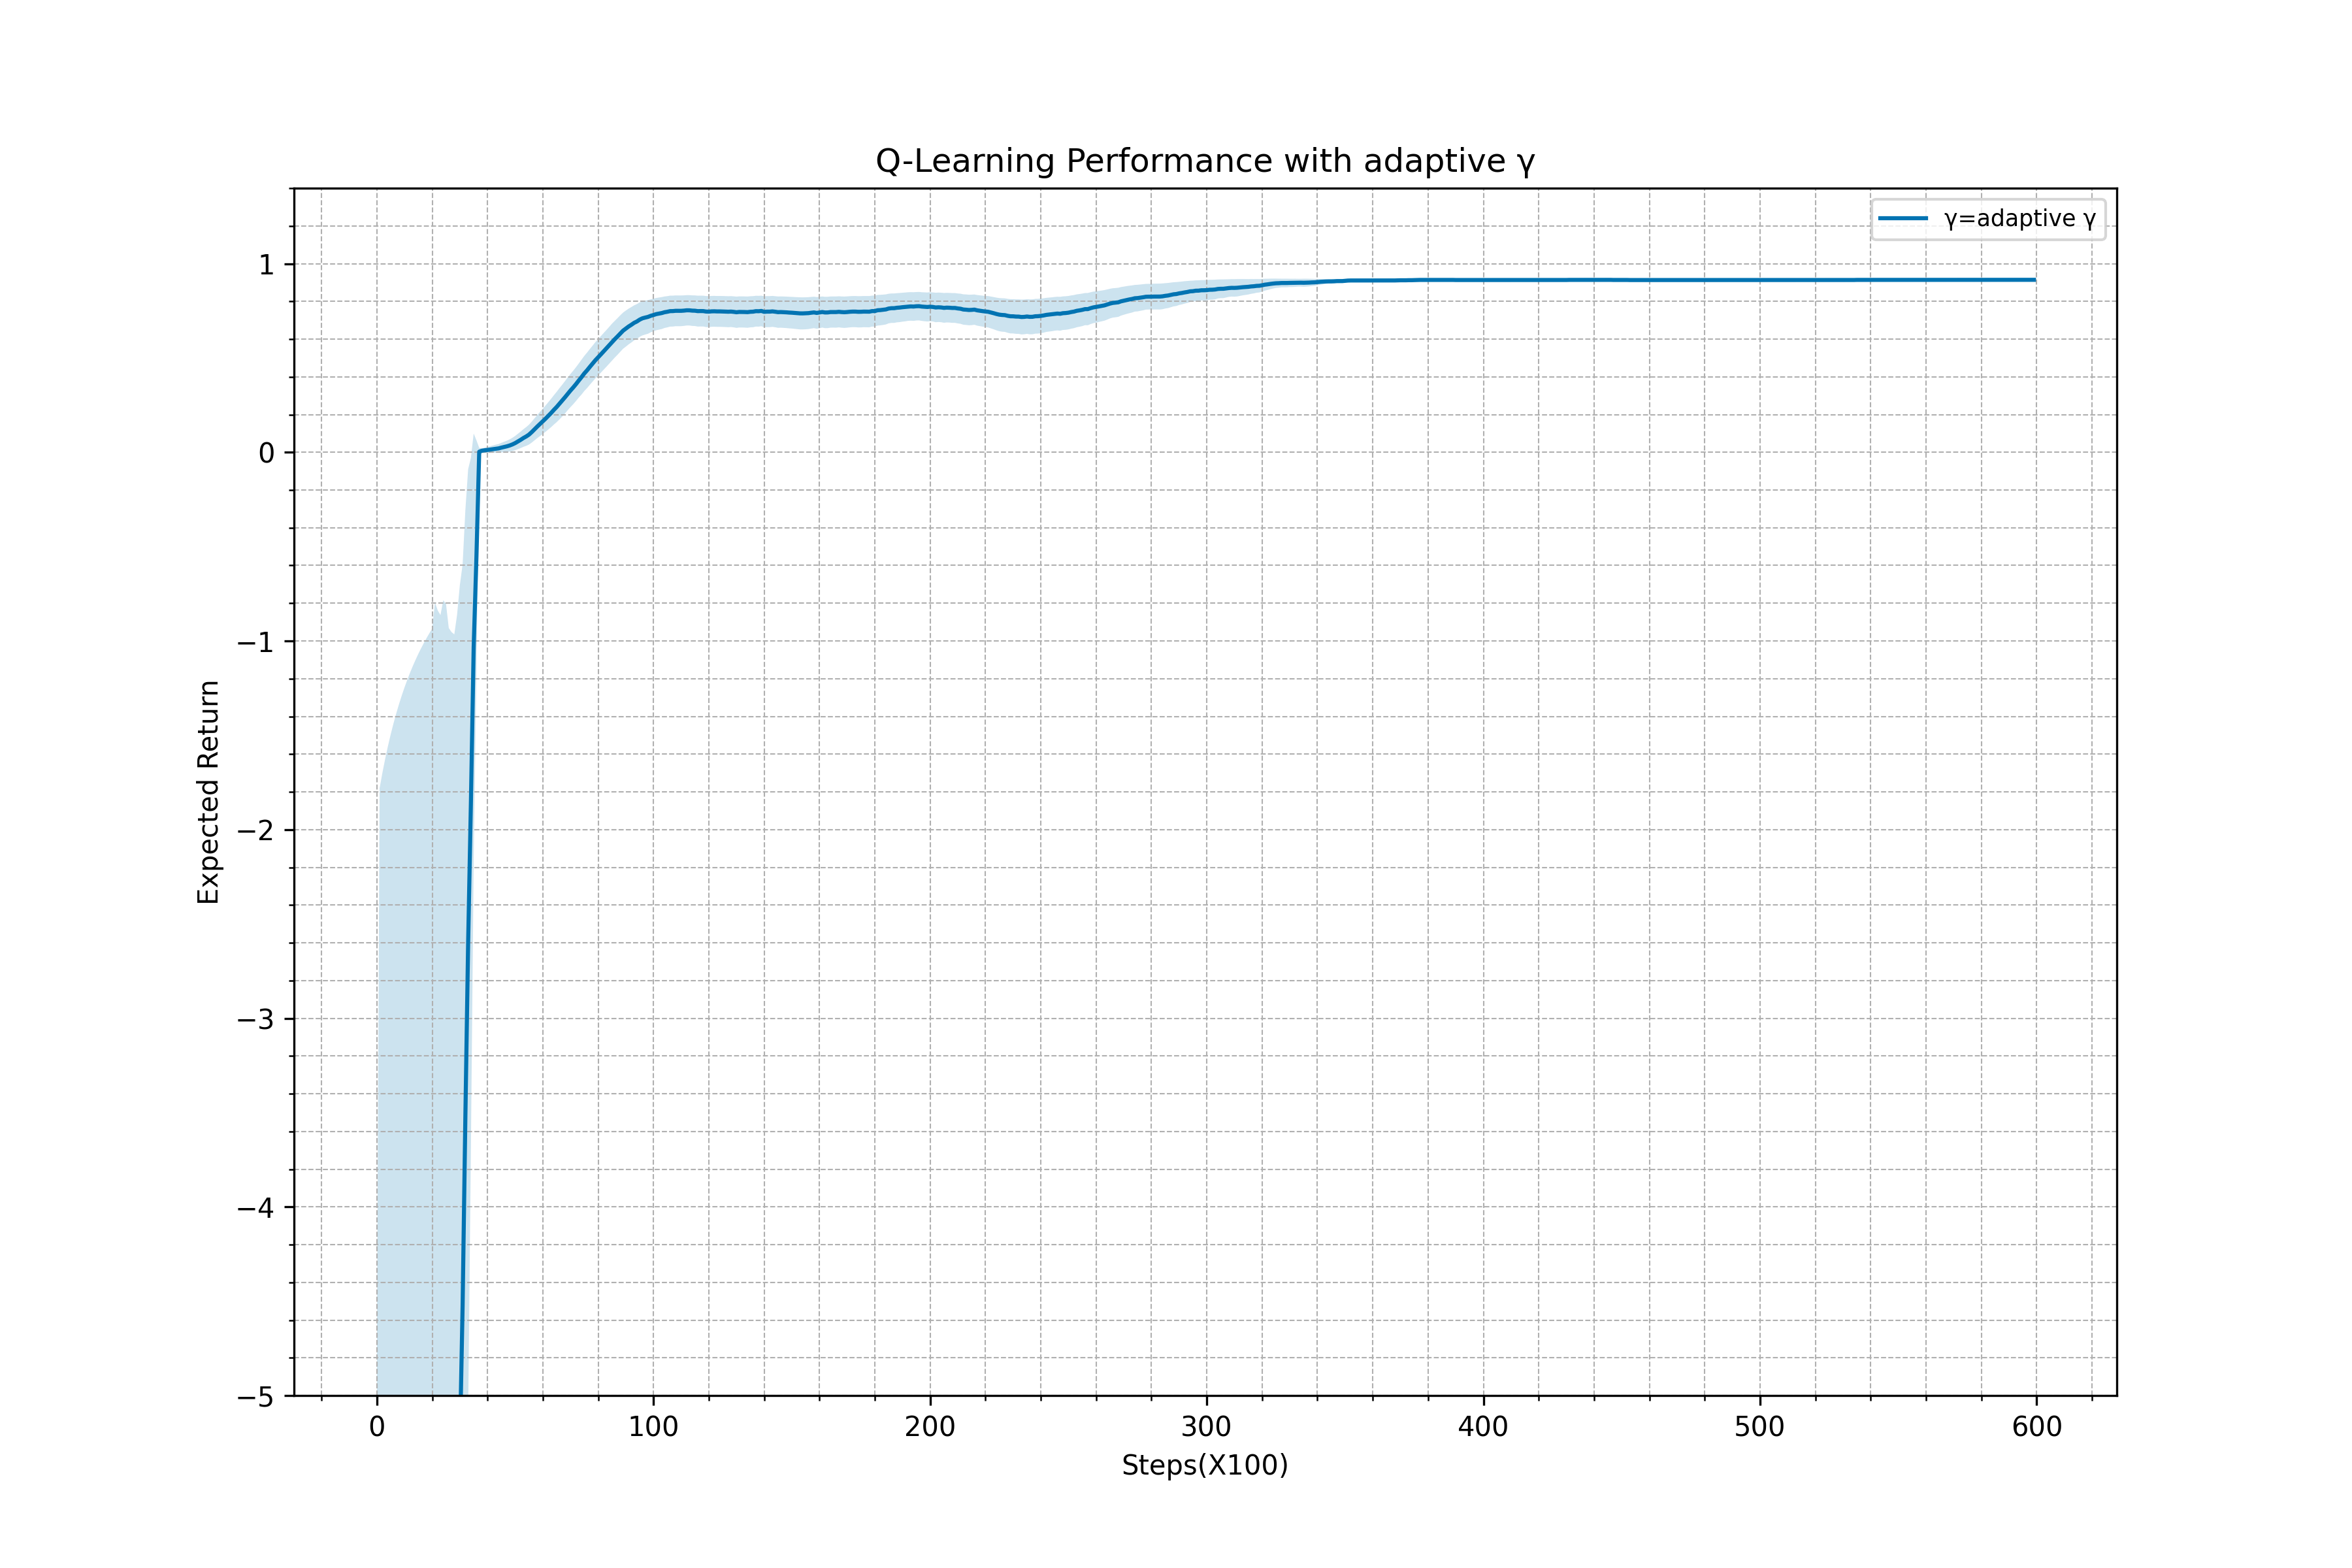 Q-Learning Performance with adaptive γ
γ=adaptive γ
1
0
−1
−2
−3
−4
−5
Expected Return
0 100 200 300 400 500 600
Steps(X100)